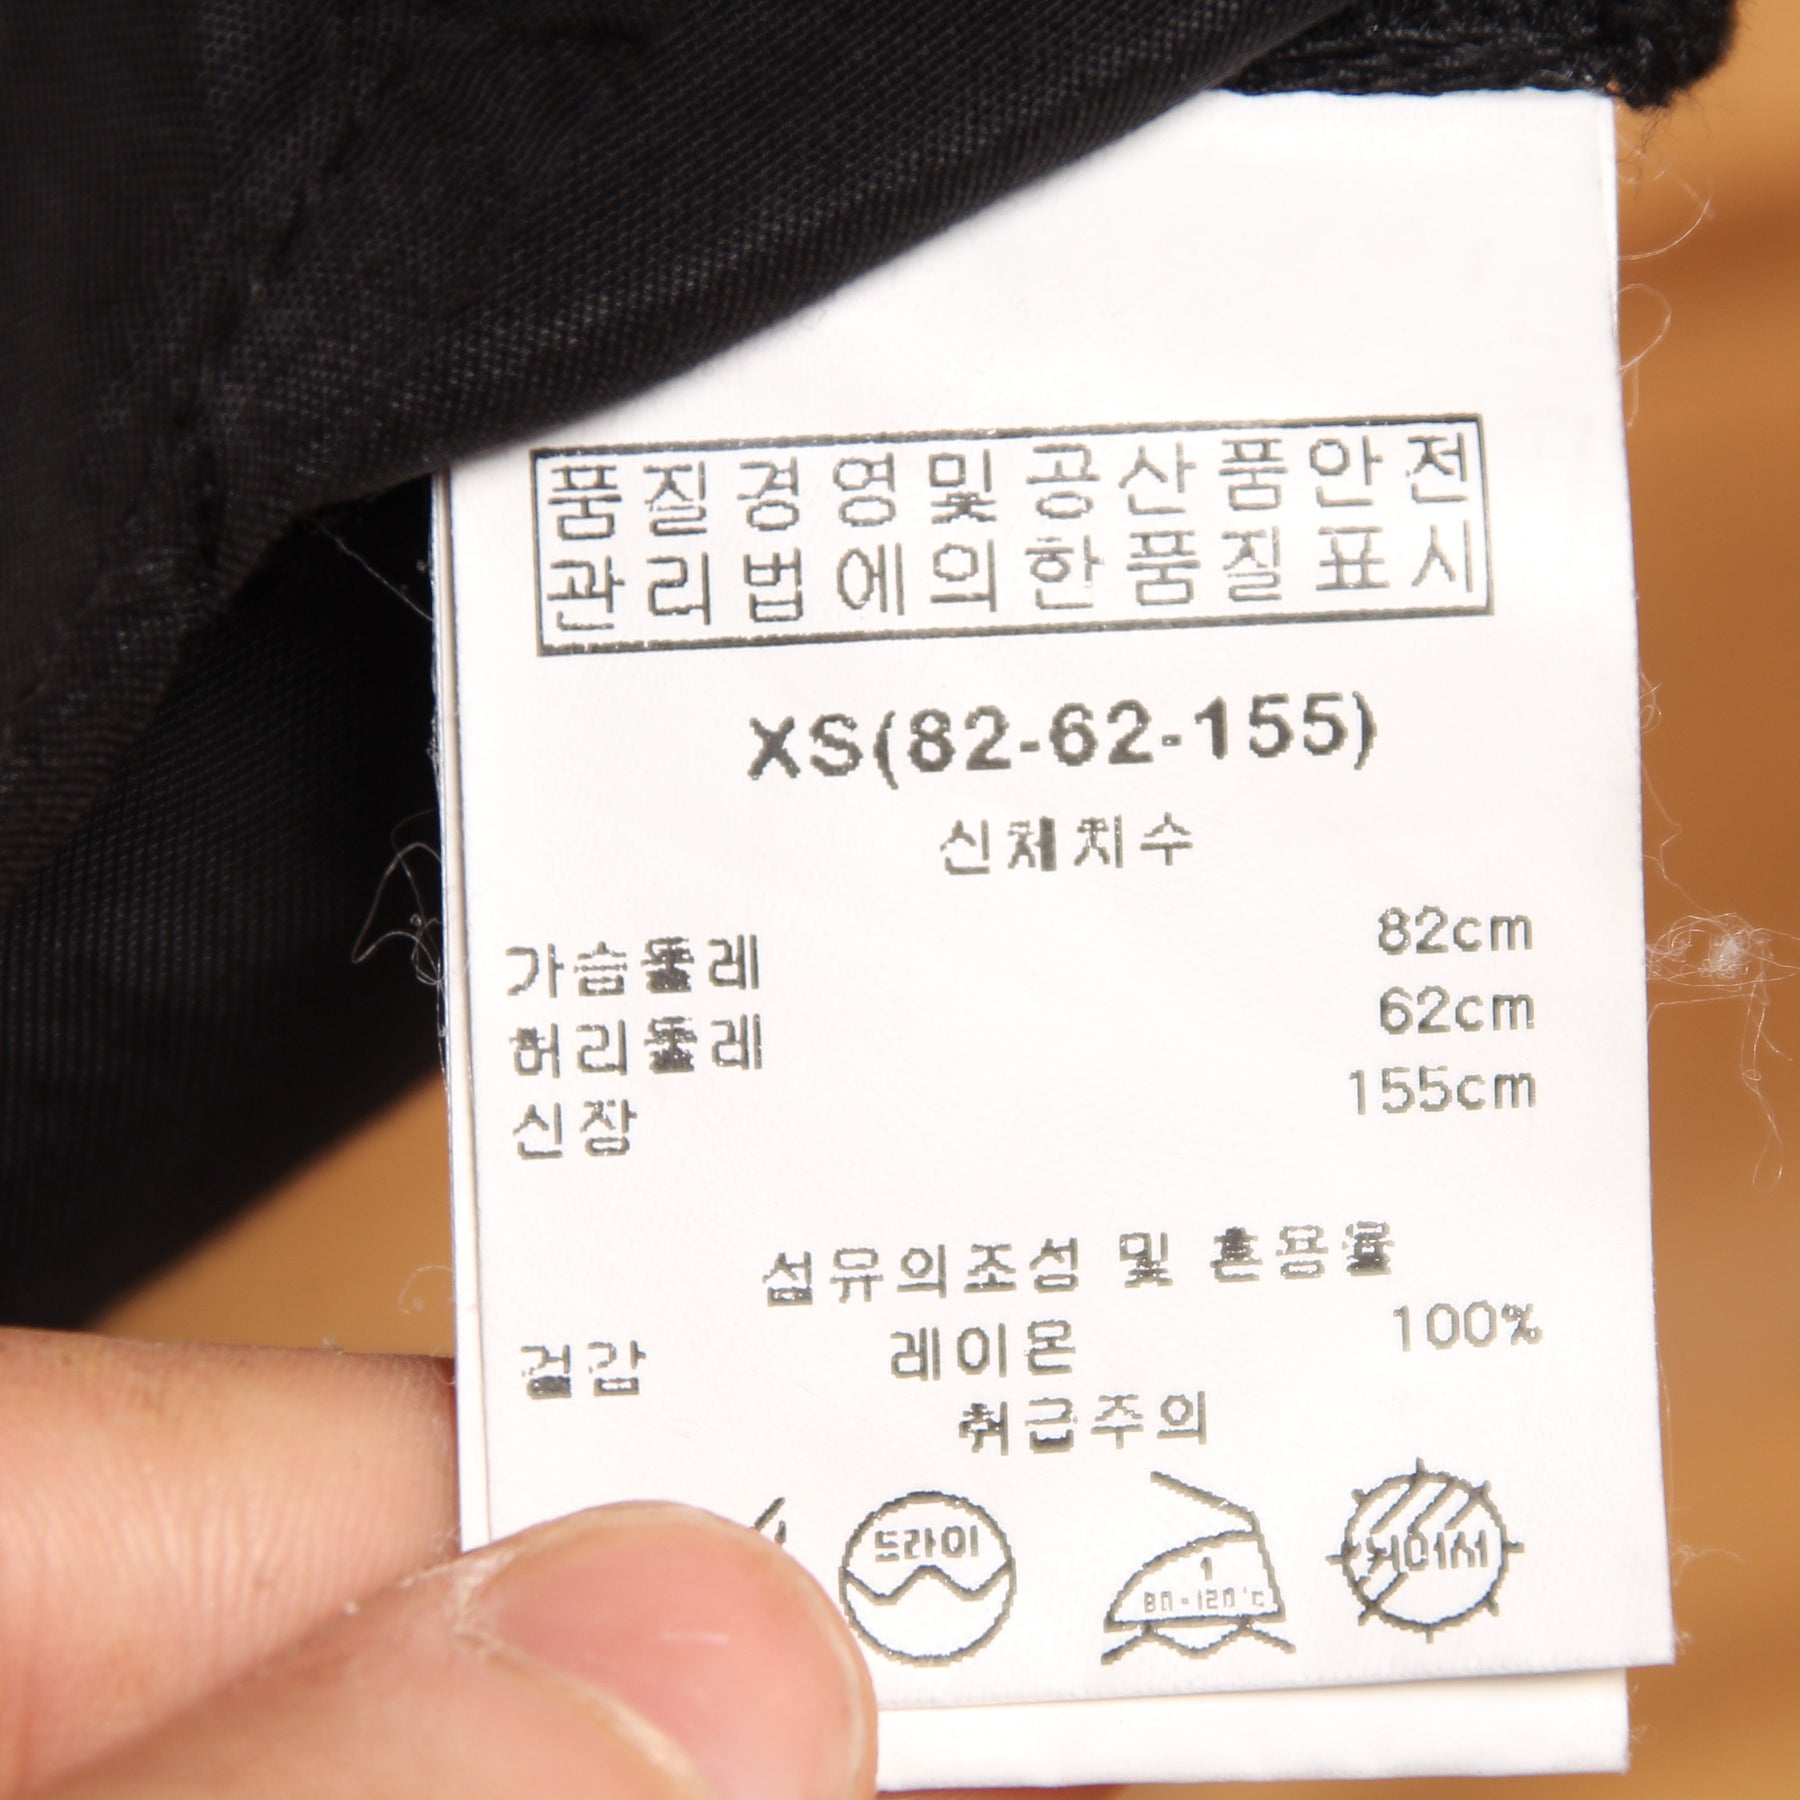 품질경영및공산품안전
관리법에의한품질표시
XS(82-62-155)
신체치수
가슴둘레 82cm
허리둘레 62cm
신장 155cm
섬유의조성 및 혼용율
겉감 레이온 100%
취급주의
드라이
1
80-120℃